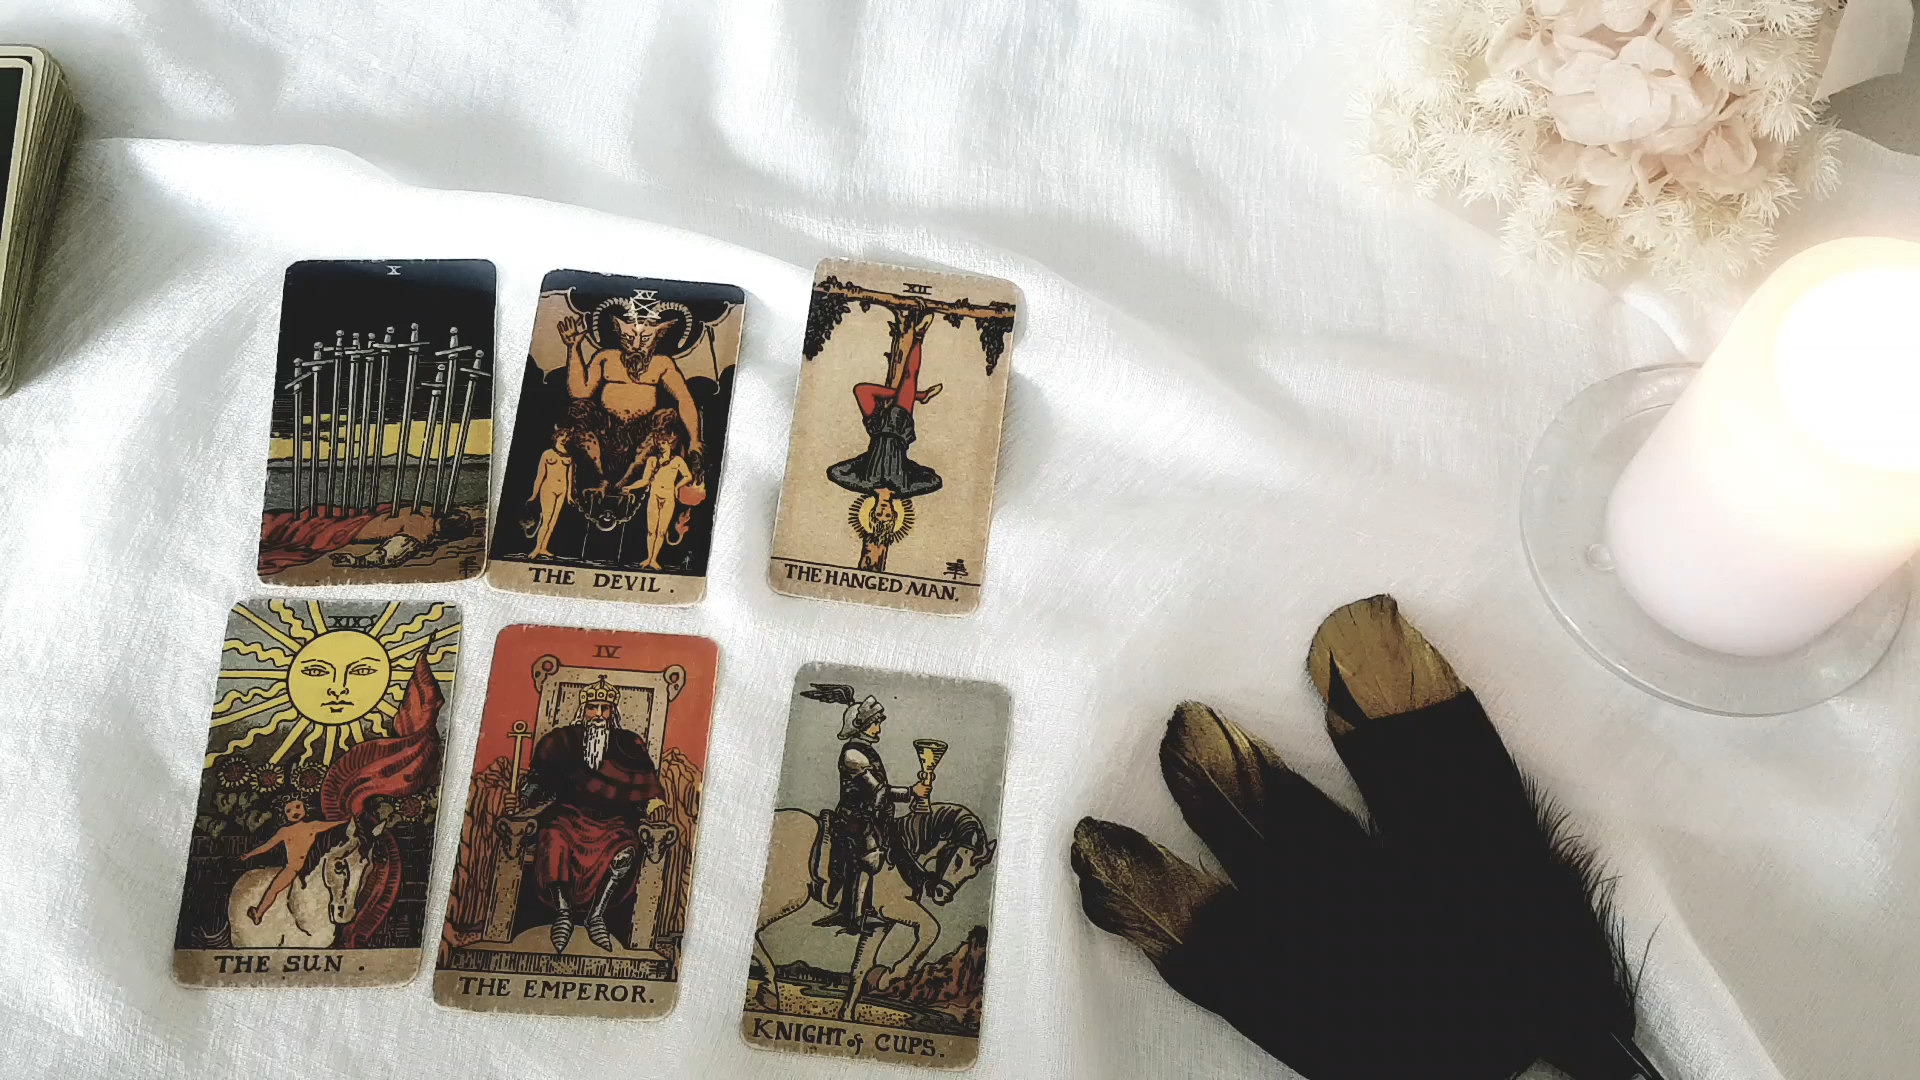 X
XV
THE DEVIL .
XII
THE HANGED MAN.
XIX
THE SUN .
IV
THE EMPEROR.
KNIGHT of CUPS.